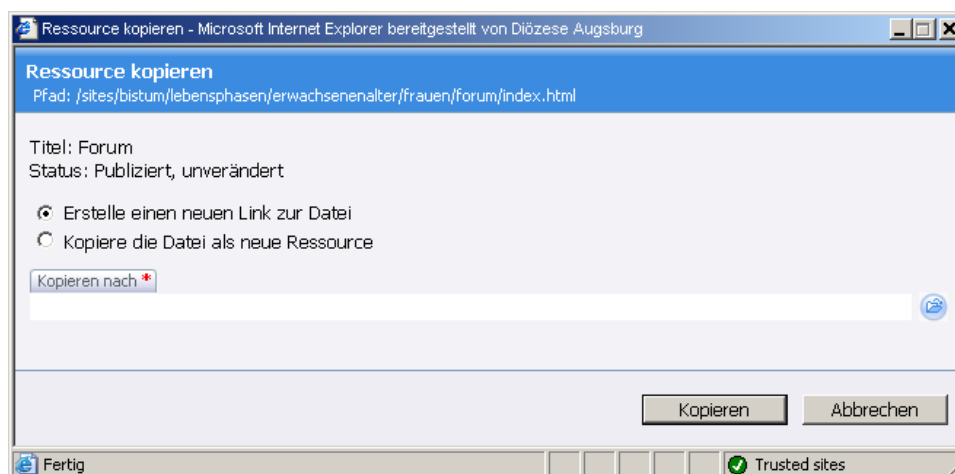 Ressource kopieren - Microsoft Internet Explorer bereitgestellt von Diözese Augsburg
Ressource kopieren
Pfad: /sites/bistum/lebensphasen/erwachsenenalter/frauen/forum/index.html
Titel: Forum
Status: Publiziert, unverändert
Erstelle einen neuen Link zur Datei
Kopiere die Datei als neue Ressource
Kopieren nach *
Kopieren Abbrechen
Fertig Trusted sites